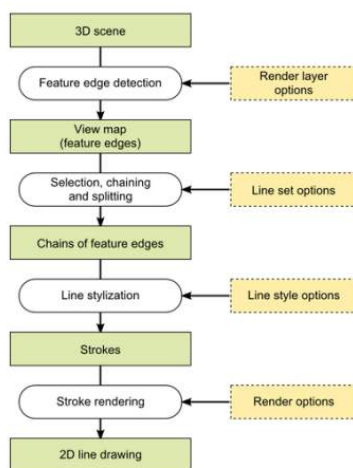 3D scene
Feature edge detection
Render layer
options
View map
(feature edges)
Selection, chaining
and splitting
Line set options
Chains of feature edges
Line stylization
Line style options
Strokes
Stroke rendering
Render options
2D line drawing